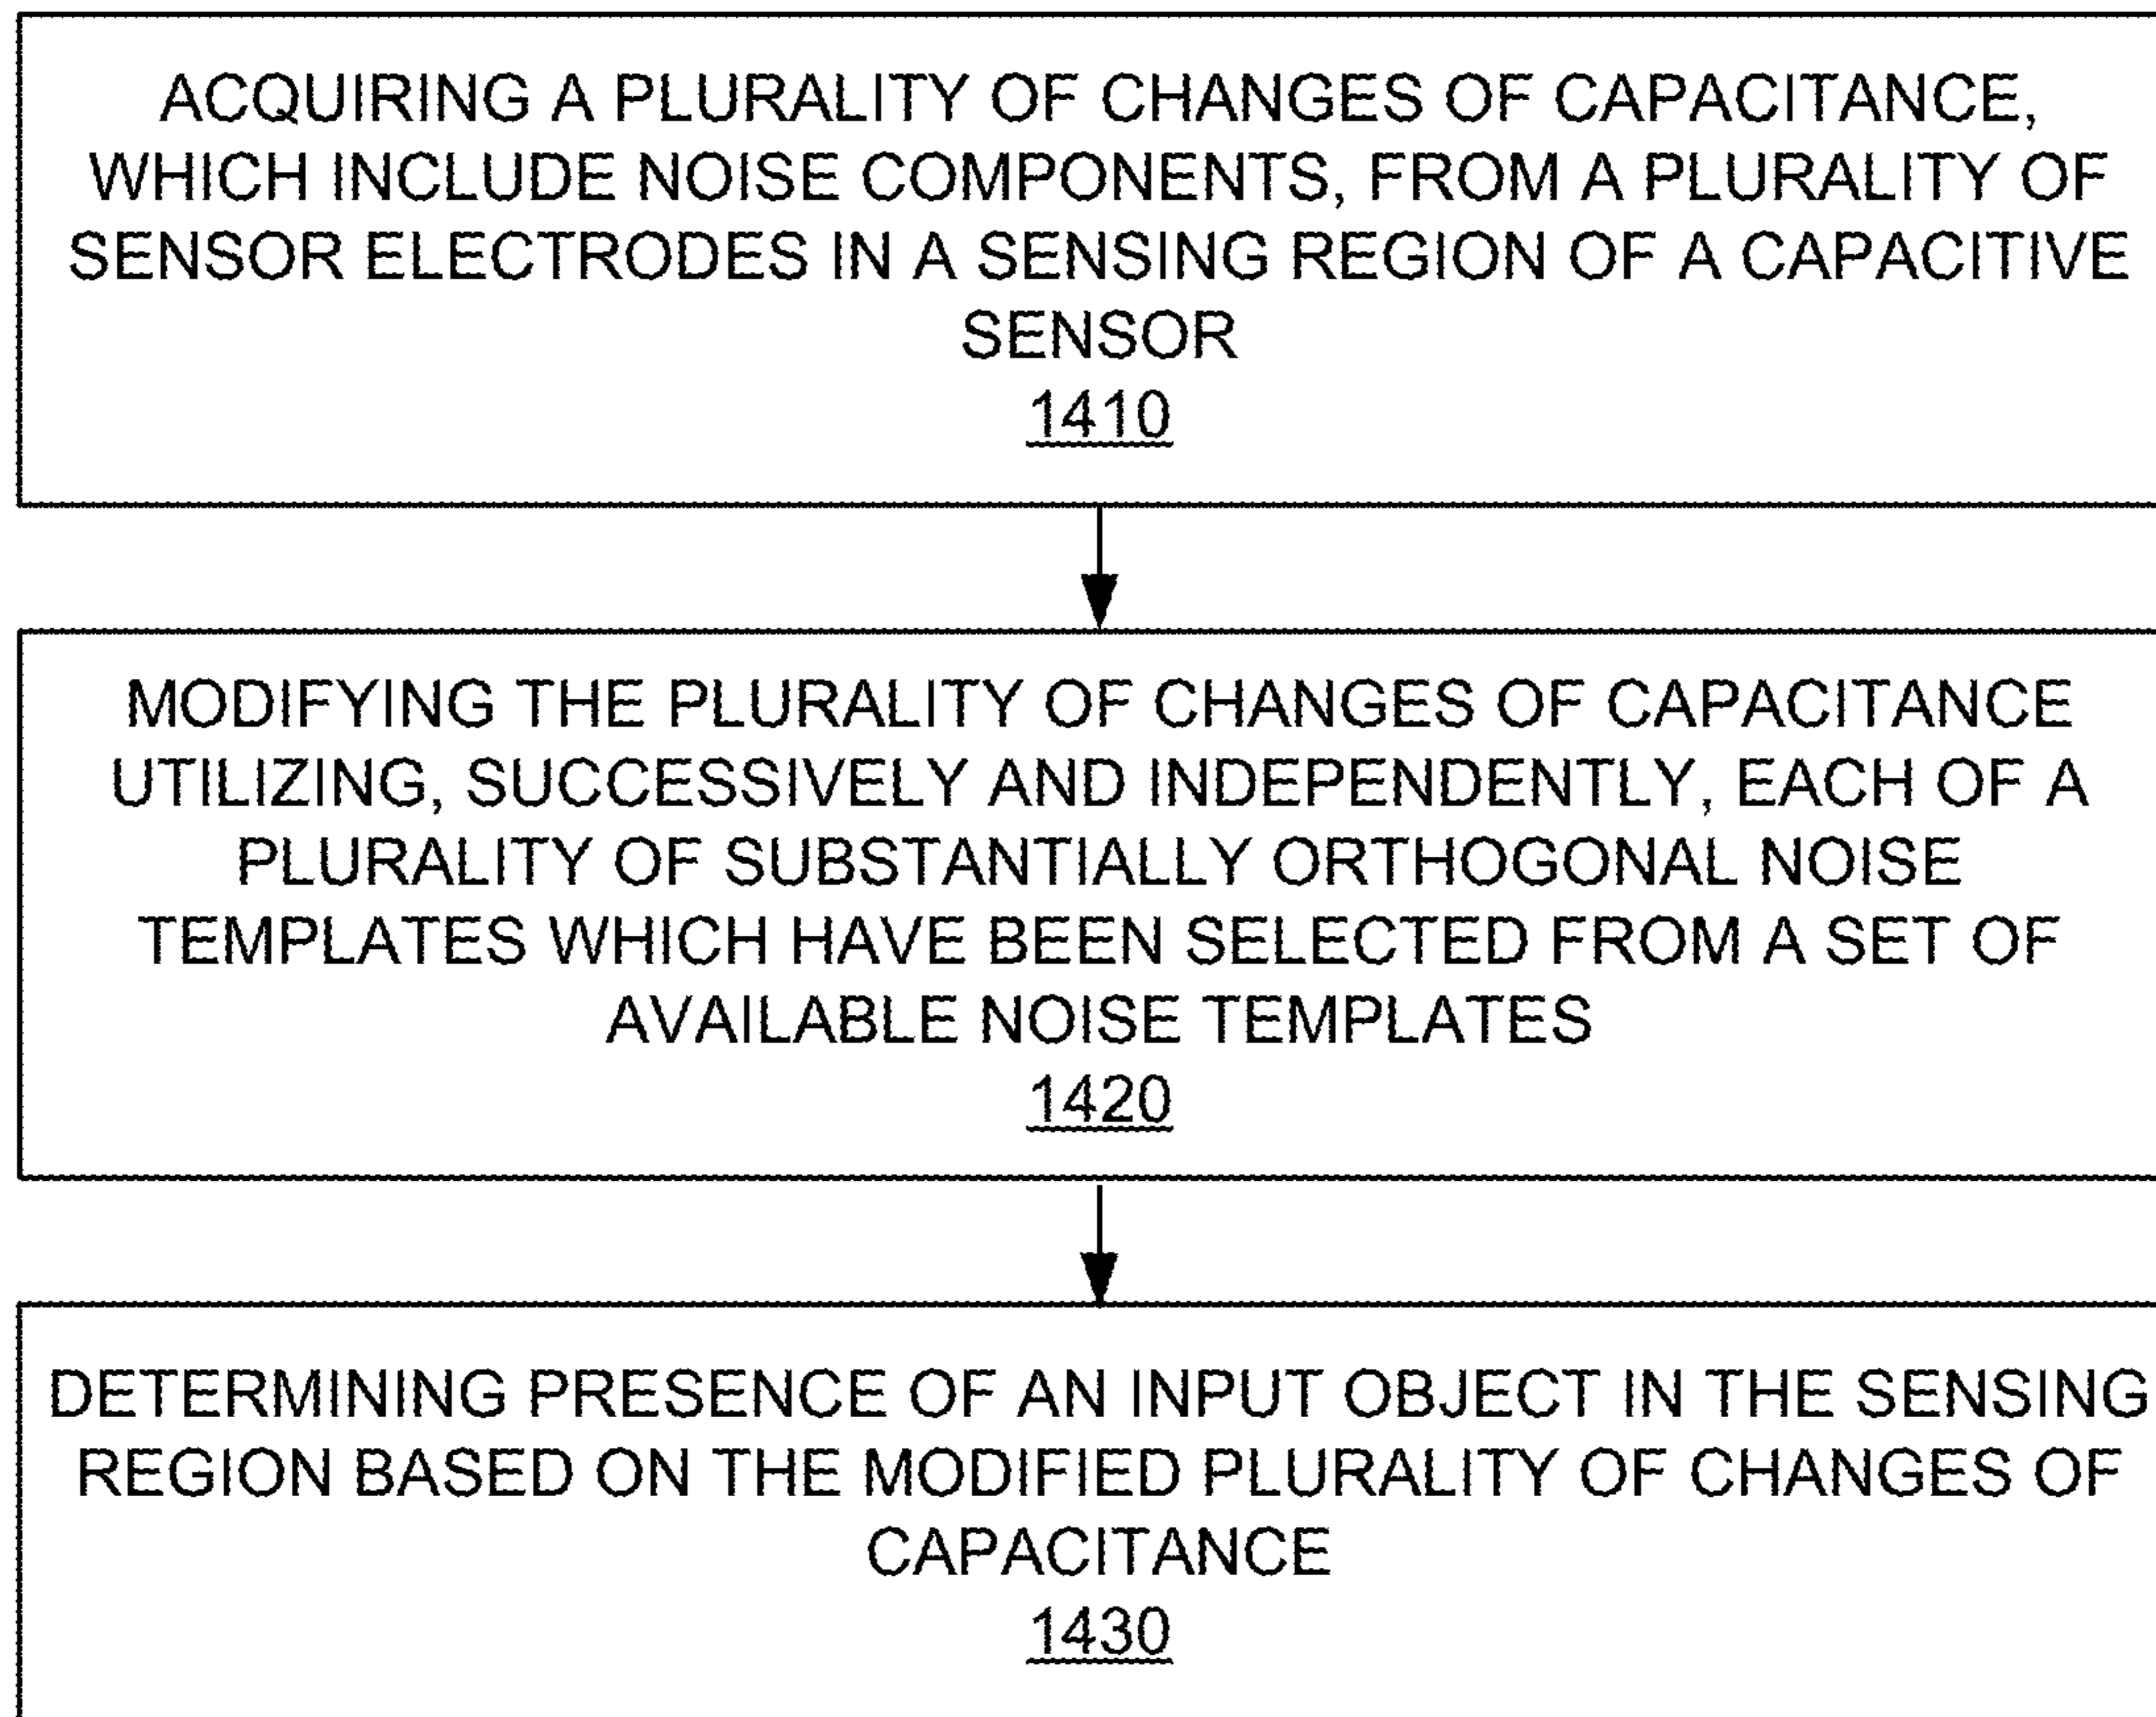 ACQUIRING A PLURALITY OF CHANGES OF CAPACITANCE,
WHICH INCLUDE NOISE COMPONENTS, FROM A PLURALITY OF
SENSOR ELECTRODES IN A SENSING REGION OF A CAPACITIVE
SENSOR
1410
MODIFYING THE PLURALITY OF CHANGES OF CAPACITANCE
UTILIZING, SUCCESSIVELY AND INDEPENDENTLY, EACH OF A
PLURALITY OF SUBSTANTIALLY ORTHOGONAL NOISE
TEMPLATES WHICH HAVE BEEN SELECTED FROM A SET OF
AVAILABLE NOISE TEMPLATES
1420
DETERMINING PRESENCE OF AN INPUT OBJECT IN THE SENSING
REGION BASED ON THE MODIFIED PLURALITY OF CHANGES OF
CAPACITANCE
1430